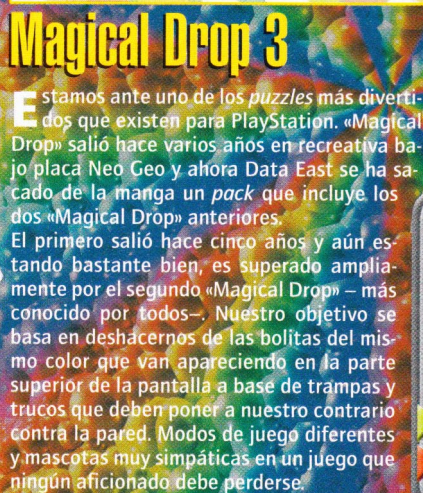 Magical Drop 3
Estamos ante uno de los puzzles más diverti-
dos que existen para PlayStation. «Magical
Drop» salió hace varios años en recreativa ba-
jo placa Neo Geo y ahora Data East se ha sa-
cado de la manga un pack que incluye los
dos «Magical Drop» anteriores.
El primero salió hace cinco años y aún es-
tando bastante bien, es superado amplia-
mente por el segundo «Magical Drop» – más
conocido por todos–. Nuestro objetivo se
basa en deshacernos de las bolitas del mis-
mo color que van apareciendo en la parte
superior de la pantalla a base de trampas y
trucos que deben poner a nuestro contrario
contra la pared. Modos de juego diferentes
y mascotas muy simpáticas en un juego que
ningún aficionado debe perderse.